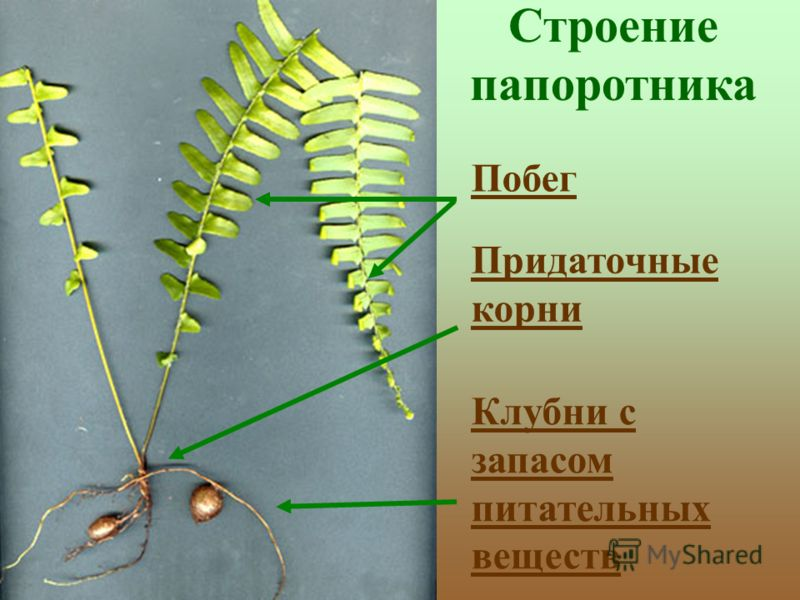 Строение
папоротника
Побег
Придаточные
корни
Клубни с
запасом
питательных
веществ
MyShared